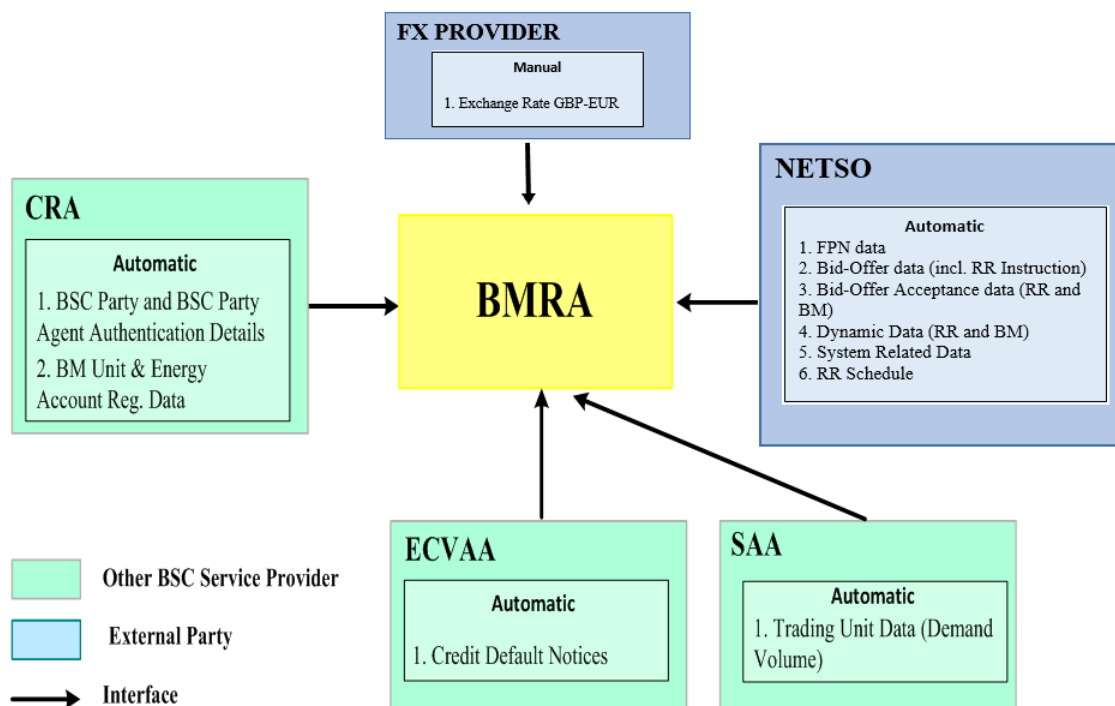 FX PROVIDER
Manual
1. Exchange Rate GBP-EUR
NETSO
Automatic
1. FPN data
2. Bid-Offer data (incl. RR Instruction)
3. Bid-Offer Acceptance data (RR and
BM)
4. Dynamic Data (RR and BM)
5. System Related Data
6. RR Schedule
CRA
Automatic
1. BSC Party and BSC Party
Agent Authentication Details
2. BM Unit & Energy
Account Reg. Data
BMRA
ECVAA
Automatic
1. Credit Default Notices
SAA
Automatic
1. Trading Unit Data (Demand
Volume)
Other BSC Service Provider
External Party
Interface